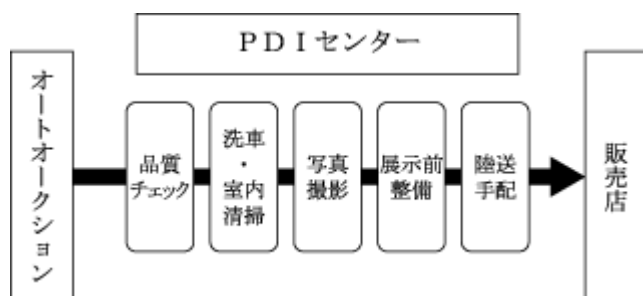 PDIセンター
オートオークション
品質
チェック
洗車
・
室内
清掃
写真
撮影
展示前
整備
陸送
手配
販売店